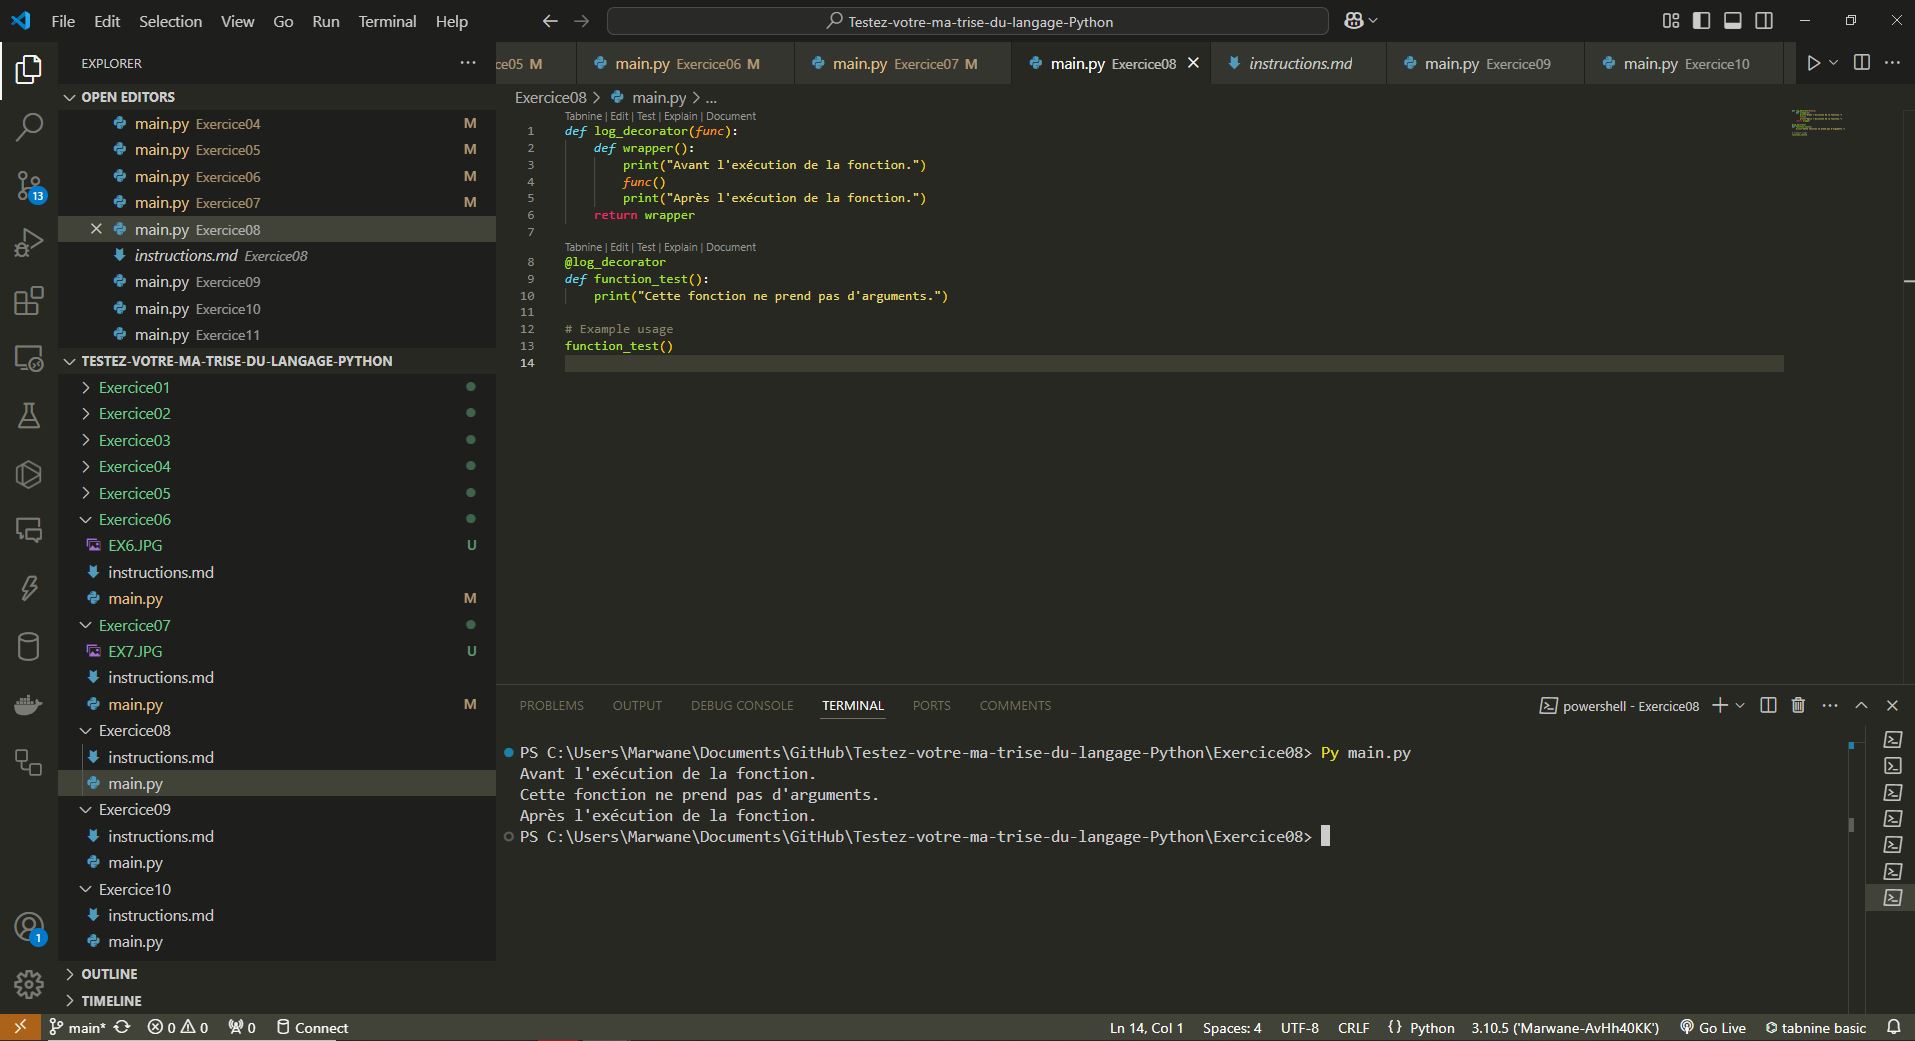 File Edit Selection View Go Run Terminal Help
Testez-votre-ma-trise-du-langage-Python
EXPLORER
ce05 M
main.py Exercice06 M
main.py Exercice07 M
main.py Exercice08
instructions.md
main.py Exercice09
main.py Exercice10
OPEN EDITORS
main.py Exercice04 M
main.py Exercice05 M
main.py Exercice06 M
main.py Exercice07 M
main.py Exercice08
instructions.md Exercice08
main.py Exercice09
main.py Exercice10
main.py Exercice11
13
TESTEZ-VOTRE-MA-TRISE-DU-LANGAGE-PYTHON
Exercice01
Exercice02
Exercice03
Exercice04
Exercice05
Exercice06
EX6.JPG U
instructions.md
main.py M
Exercice07
EX7.JPG U
instructions.md
main.py M
Exercice08
instructions.md
main.py
Exercice09
instructions.md
main.py
Exercice10
instructions.md
main.py
1
OUTLINE
TIMELINE
Exercice08 > main.py > ...
Tabnine | Edit | Test | Explain | Document
1 def log_decorator(func):
2 def wrapper():
3 print("Avant l'exécution de la fonction.")
4 func()
5 print("Après l'exécution de la fonction.")
6 return wrapper
7
Tabnine | Edit | Test | Explain | Document
8 @log_decorator
9 def function_test():
10 print("Cette fonction ne prend pas d'arguments.")
11
12 # Example usage
13 function_test()
14
PROBLEMS OUTPUT DEBUG CONSOLE TERMINAL PORTS COMMENTS
powershell - Exercice08
PS C:\Users\Marwane\Documents\GitHub\Testez-votre-ma-trise-du-langage-Python\Exercice08> Py main.py
Avant l'exécution de la fonction.
Cette fonction ne prend pas d'arguments.
Après l'exécution de la fonction.
PS C:\Users\Marwane\Documents\GitHub\Testez-votre-ma-trise-du-langage-Python\Exercice08>
main* 0 0 0 Connect
Ln 14, Col 1 Spaces: 4 UTF-8 CRLF {} Python 3.10.5 ('Marwane-AvHh40KK') Go Live tabnine basic